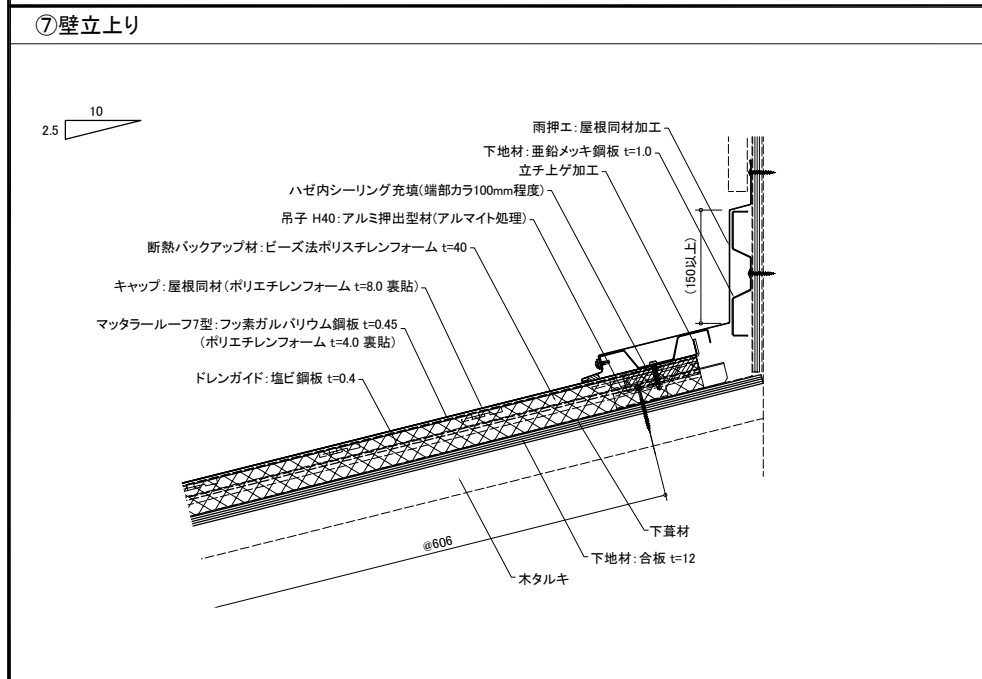 ⑦壁立上り
10
2.5
雨押エ:屋根同材加工
下地材:亜鉛メッキ鋼板 t=1.0
立チ上ゲ加工
ハゼ内シーリング充填(端部カラ100mm程度)
吊子 H40:アルミ押出型材(アルマイト処理)
断熱バックアップ材:ビーズ法ポリスチレンフォーム t=40
キャップ:屋根同材(ポリエチレンフォーム t=8.0 裏貼)
マッタラールーフ7型:フッ素ガルバリウム鋼板 t=0.45
(ポリエチレンフォーム t=4.0 裏貼)
ドレンガイド:塩ビ鋼板 t=0.4
(150以上)
@606
下葺材
下地材:合板 t=12
木タルキ